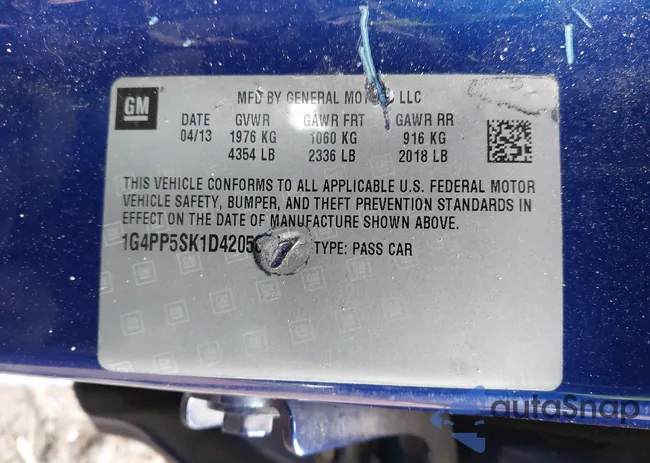 GM
MFD BY GENERAL MOTORS LLC
DATE GVWR GAWR FRT GAWR RR
04/13 1976 KG 1060 KG 916 KG
4354 LB 2336 LB 2018 LB
THIS VEHICLE CONFORMS TO ALL APPLICABLE U.S. FEDERAL MOTOR
VEHICLE SAFETY, BUMPER, AND THEFT PREVENTION STANDARDS IN
EFFECT ON THE DATE OF MANUFACTURE SHOWN ABOVE.
TYPE: PASS CAR
autoSnap